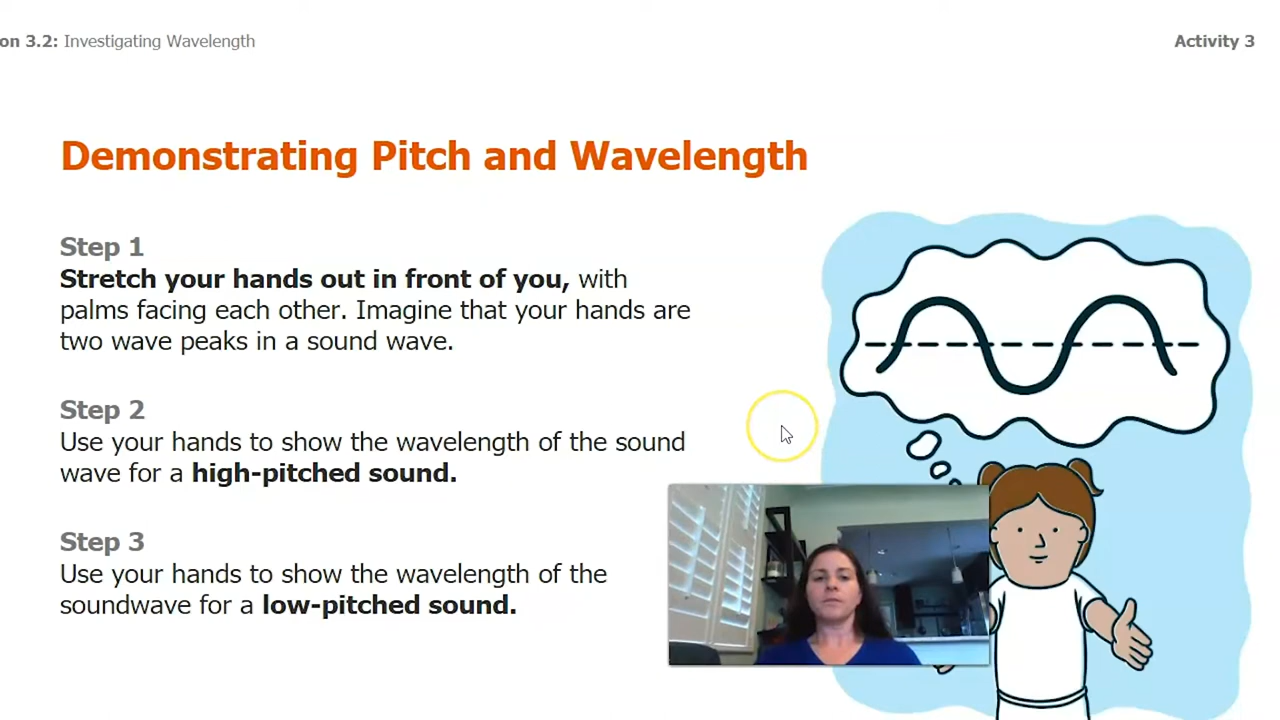 on 3.2: Investigating Wavelength
Activity 3
Demonstrating Pitch and Wavelength
Step 1
Stretch your hands out in front of you, with
palms facing each other. Imagine that your hands are
two wave peaks in a sound wave.
Step 2
Use your hands to show the wavelength of the sound
wave for a high-pitched sound.
Step 3
Use your hands to show the wavelength of the
soundwave for a low-pitched sound.